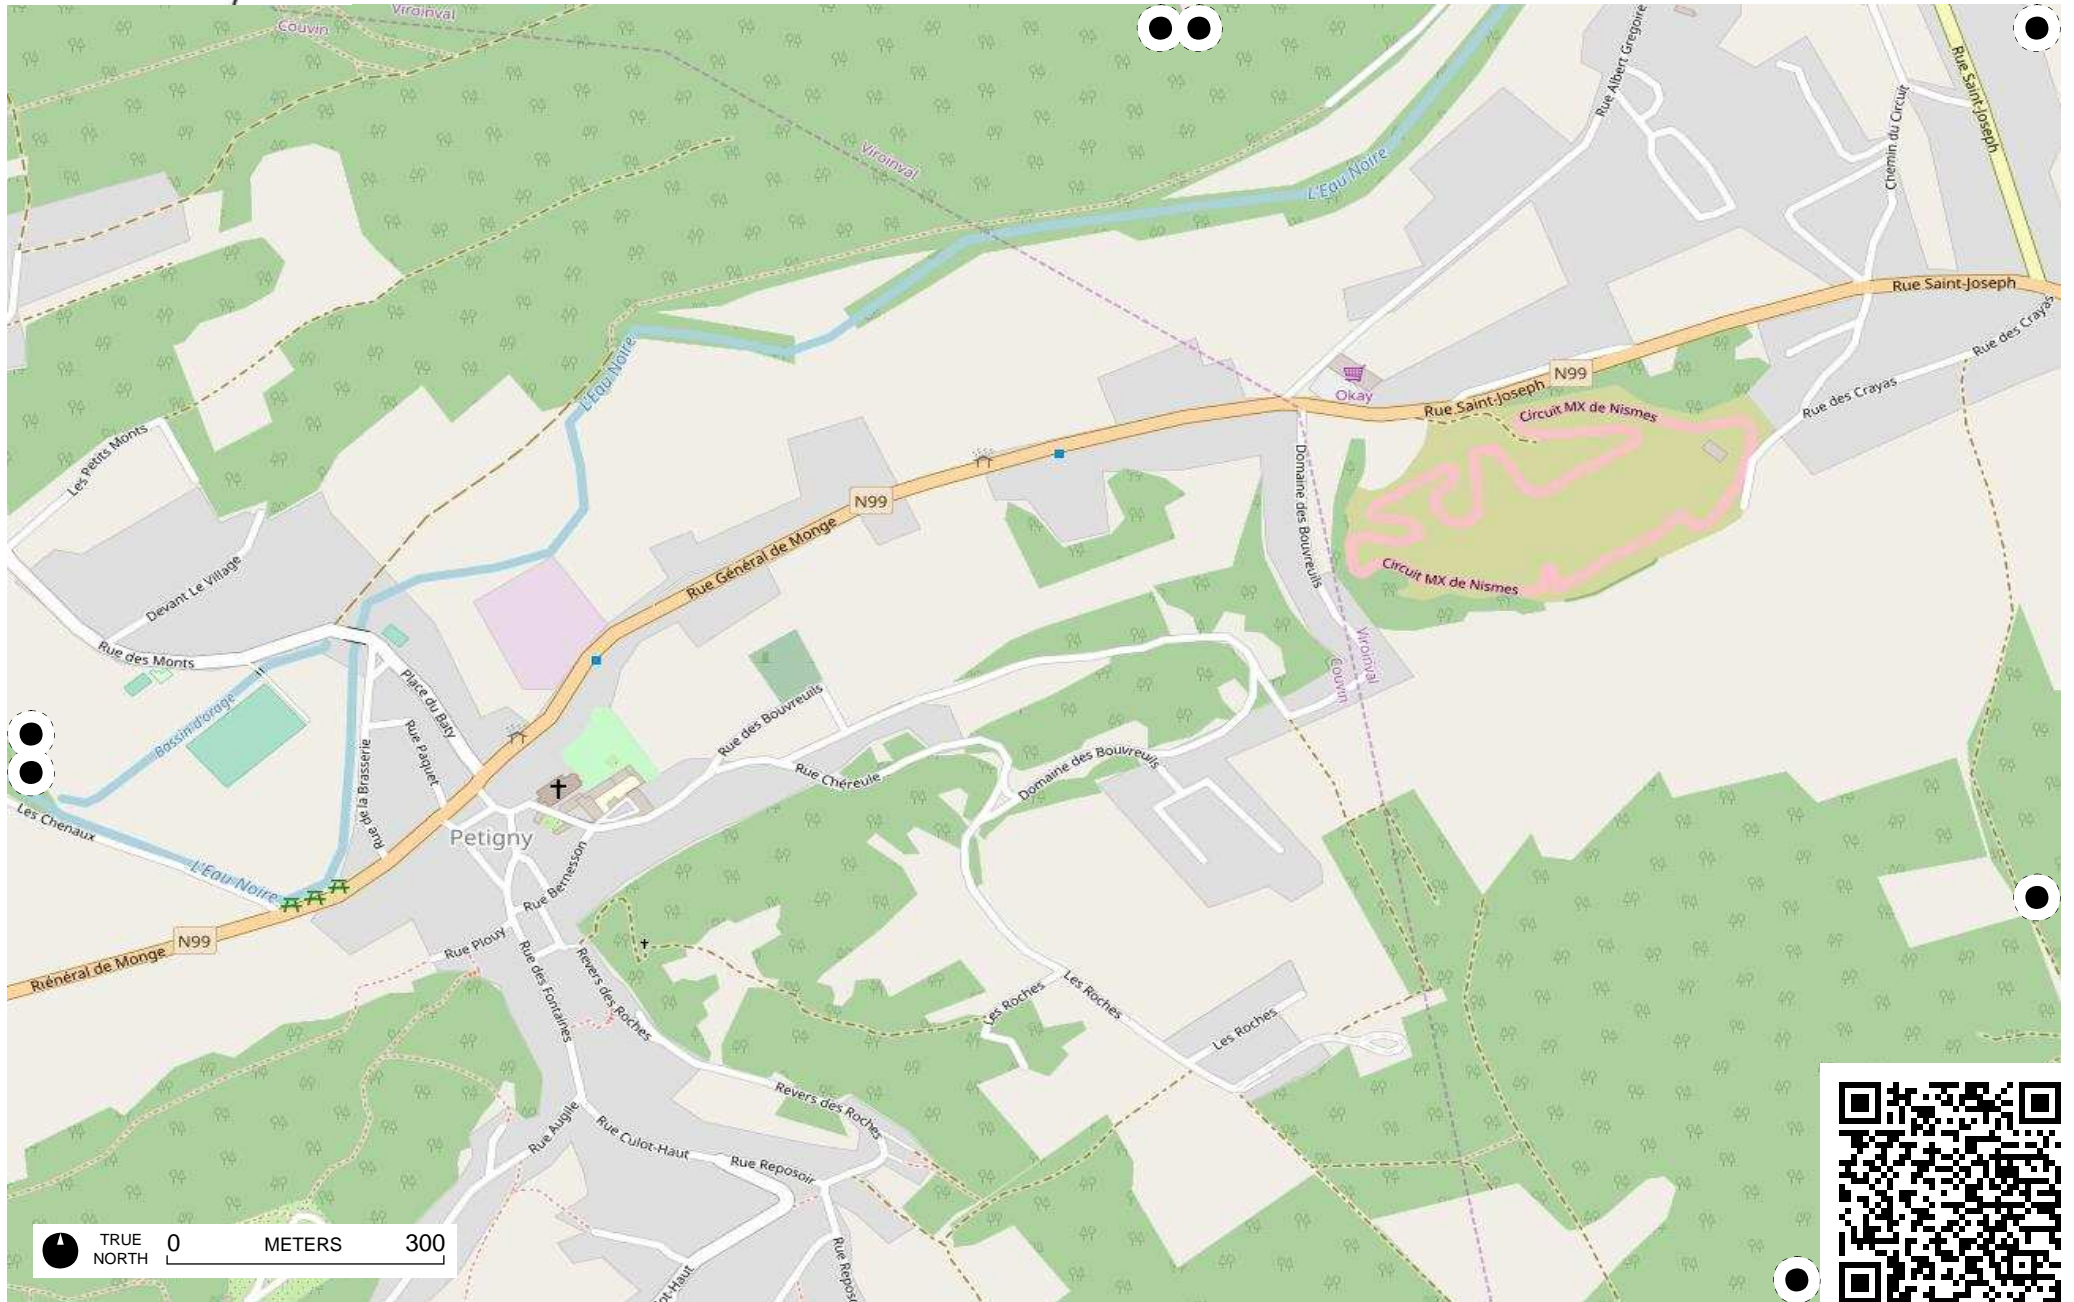 Viroinval
Couvin
Rue Albert Gregoire
Rue Saint-Joseph
Chemin du Circuit
Viroinval
L'Eau Noire
Rue Saint-Joseph
Rue des Crayas
L'Eau Noire
N99
Okay
Rue Saint-Joseph
Circuit MX de Nismes
Rue des Crayas
Les Petits Monts
Domaine des Bouvreuils
N99
Rue Général de Monge
Devant Le Village
Circuit MX de Nismes
Rue des Monts
Viroinval
Couvin
Place du Baty
Bassin d'orage
Rue Paquet
Rue de la Brasserie
Rue des Bouvreuils
Rue Chéreule
Domaine des Bouvreuils
Les Chenaux
Petigny
L'Eau Noire
Rue Bernesson
N99
Rue Plouy
Riénéral de Monge
Rue des Fontaines
Revers des Roches
Les Roches
Les Roches
Les Roches
Revers des Roches
Rue Augile
Rue Culot-Haut
Rue Reposoir
Rue Reposo
ot-Haut
TRUE
NORTH
0 METERS 300